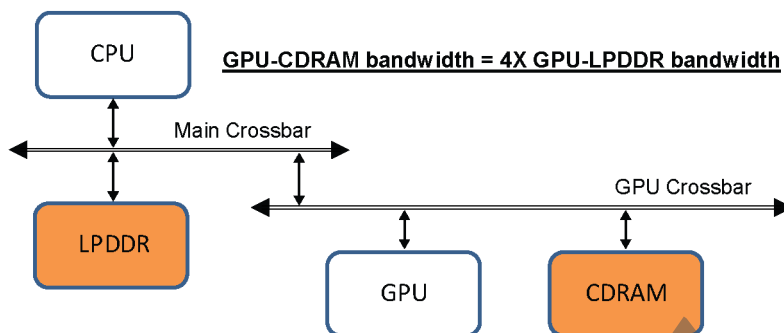 CPU
GPU-CDRAM bandwidth = 4X GPU-LPDDR bandwidth
Main Crossbar
GPU Crossbar
LPDDR
GPU
CDRAM